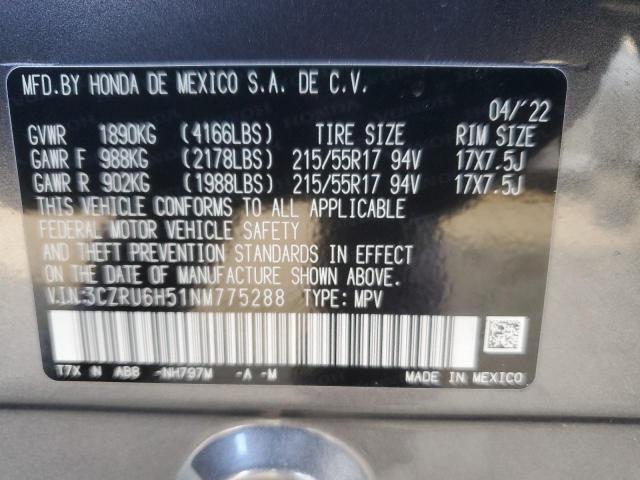 MFD.BY HONDA DE MEXICO S.A. DE C.V.
04/'22
GVWR 1890KG (4166LBS) TIRE SIZE RIM SIZE
GAWR F 988KG (2178LBS) 215/55R17 94V 17X7.5J
GAWR R 902KG (1988LBS) 215/55R17 94V 17X7.5J
THIS VEHICLE CONFORMS TO ALL APPLICABLE
FEDERAL MOTOR VEHICLE SAFETY
AND THEFT PREVENTION STANDARDS IN EFFECT
ON THE DATE OF MANUFACTURE SHOWN ABOVE.
V.I.N:3CZRU6H51NM775288 TYPE: MPV
T7X N AB8 -NH797M -A -M
MADE IN MEXICO